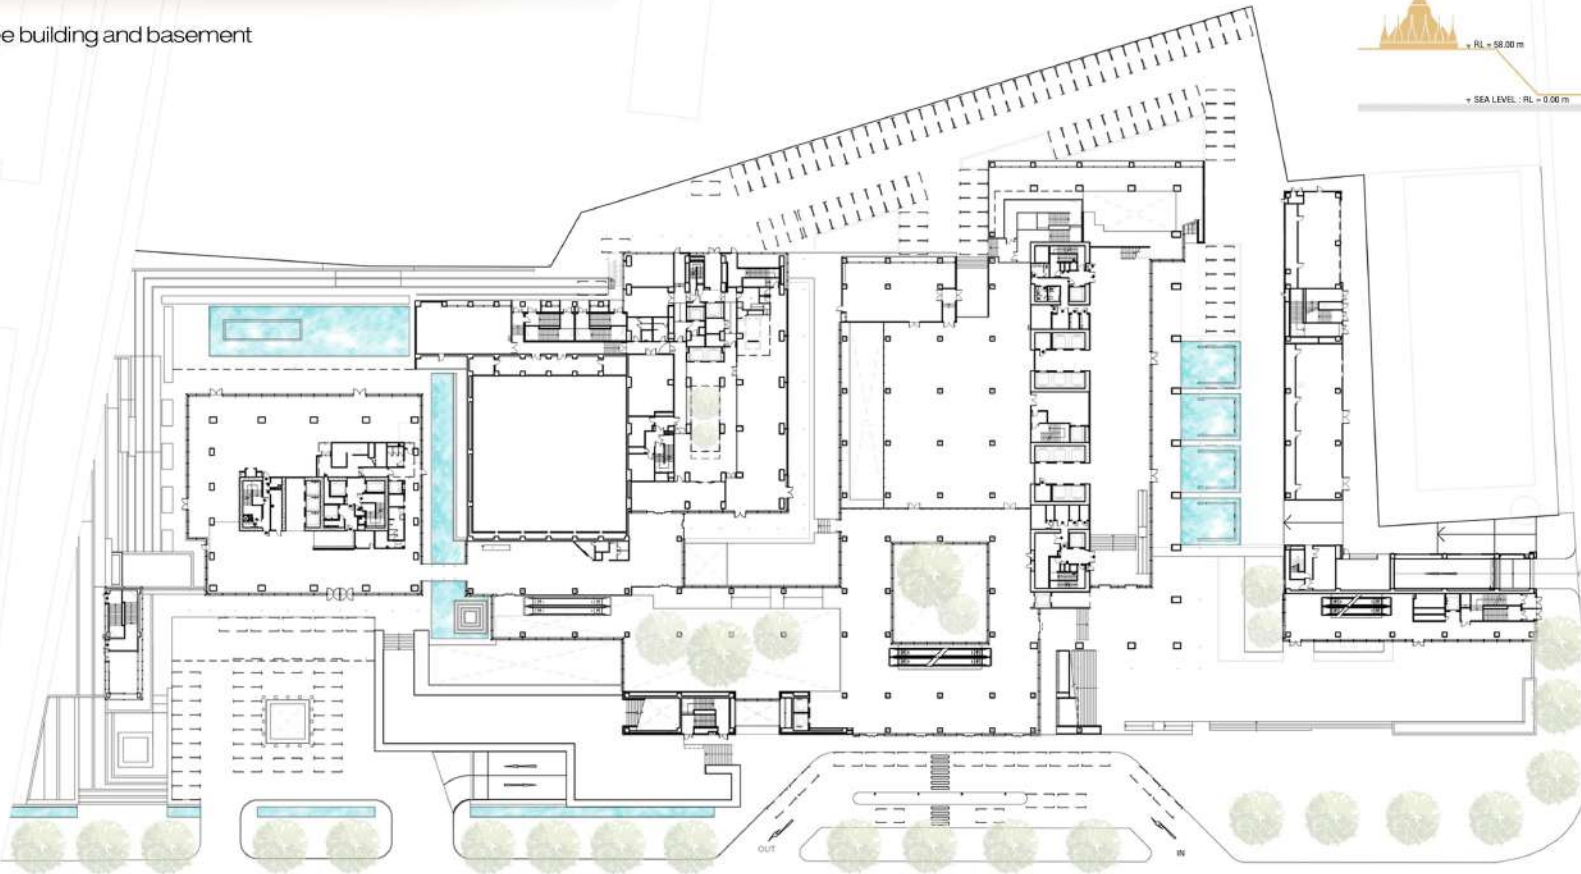 e building and basement
+ RL = 58.00 m
+ SEA LEVEL : RL = 0.00 m
OUT
IN